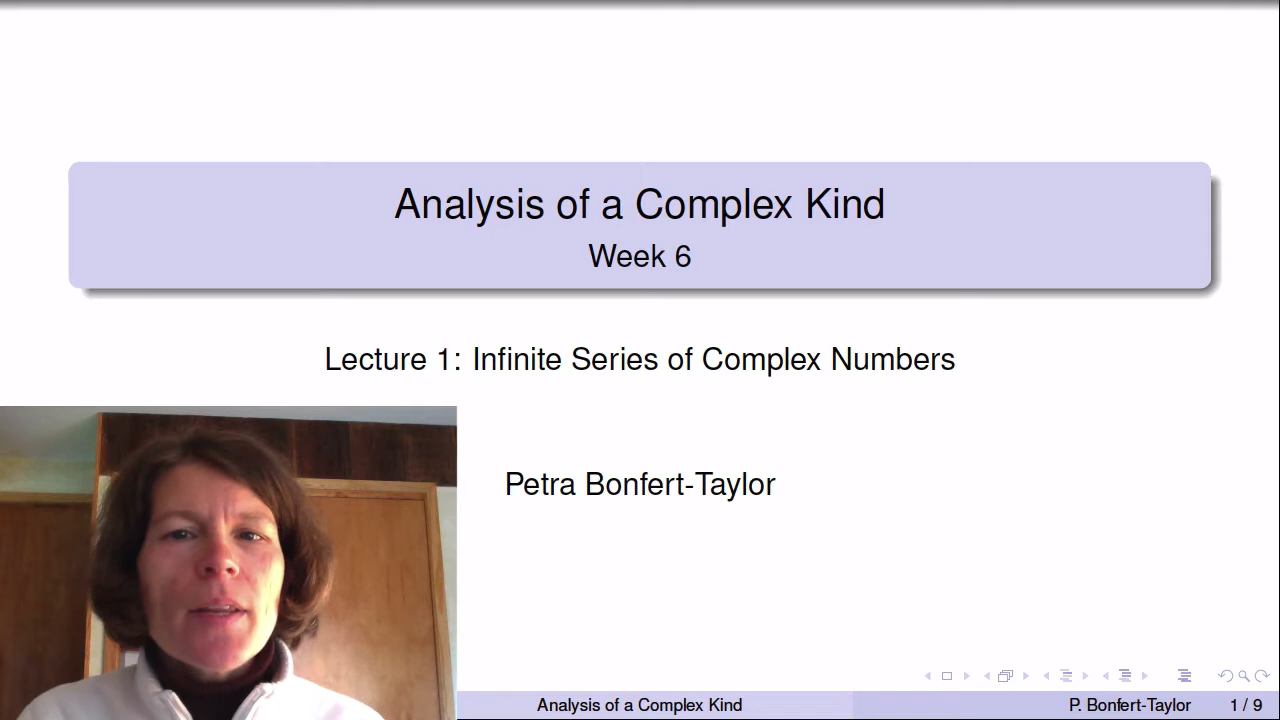 Analysis of a Complex Kind
Week 6
Lecture 1: Infinite Series of Complex Numbers
Petra Bonfert-Taylor
Analysis of a Complex Kind
P. Bonfert-Taylor
1 / 9